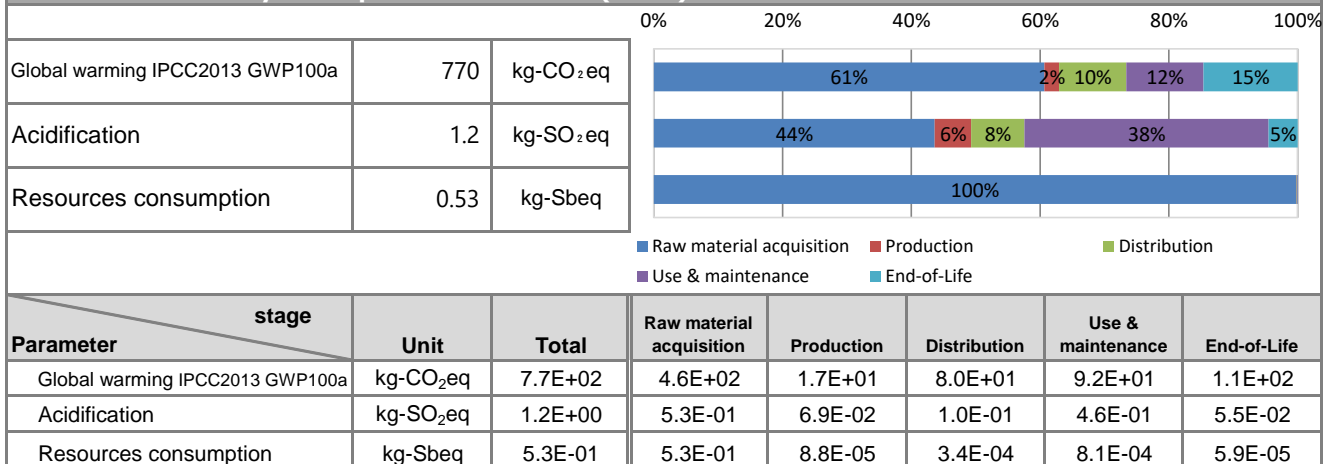 0% 20% 40% 60% 80% 100%
Global warming IPCC2013 GWP100a 770 kg-CO₂eq 61% 2% 10% 12% 15%
Acidification 1.2 kg-SO₂eq 44% 6% 8% 38% 5%
Resources consumption 0.53 kg-Sbeq 100%
Raw material acquisition Production Distribution
Use & maintenance End-of-Life
stage
Parameter Unit Total Raw material acquisition Production Distribution Use & maintenance End-of-Life
Global warming IPCC2013 GWP100a kg-CO₂eq 7.7E+02 4.6E+02 1.7E+01 8.0E+01 9.2E+01 1.1E+02
Acidification kg-SO₂eq 1.2E+00 5.3E-01 6.9E-02 1.0E-01 4.6E-01 5.5E-02
Resources consumption kg-Sbeq 5.3E-01 5.3E-01 8.8E-05 3.4E-04 8.1E-04 5.9E-05